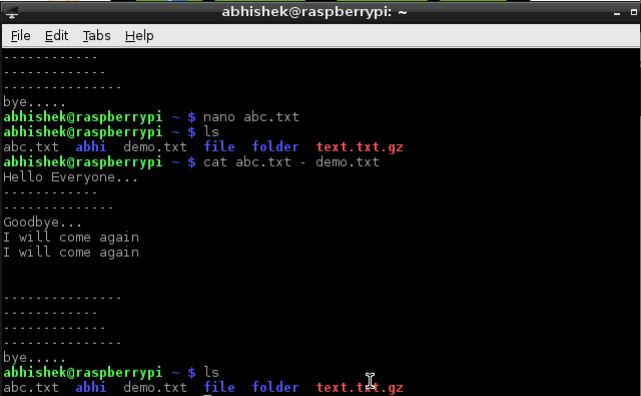 abhishek@raspberrypi: ~
File Edit Tabs Help
------------
-------------
---------------
bye.....
abhishek@raspberrypi ~ $ nano abc.txt
abhishek@raspberrypi ~ $ ls
abc.txt abhi demo.txt file folder text.txt.gz
abhishek@raspberrypi ~ $ cat abc.txt - demo.txt
Hello Everyone...
------------
--------------
Goodbye...
I will come again
I will come again
---------------
------------
-------------
---------------
bye.....
abhishek@raspberrypi ~ $ ls
abc.txt abhi demo.txt file folder text.txt.gz